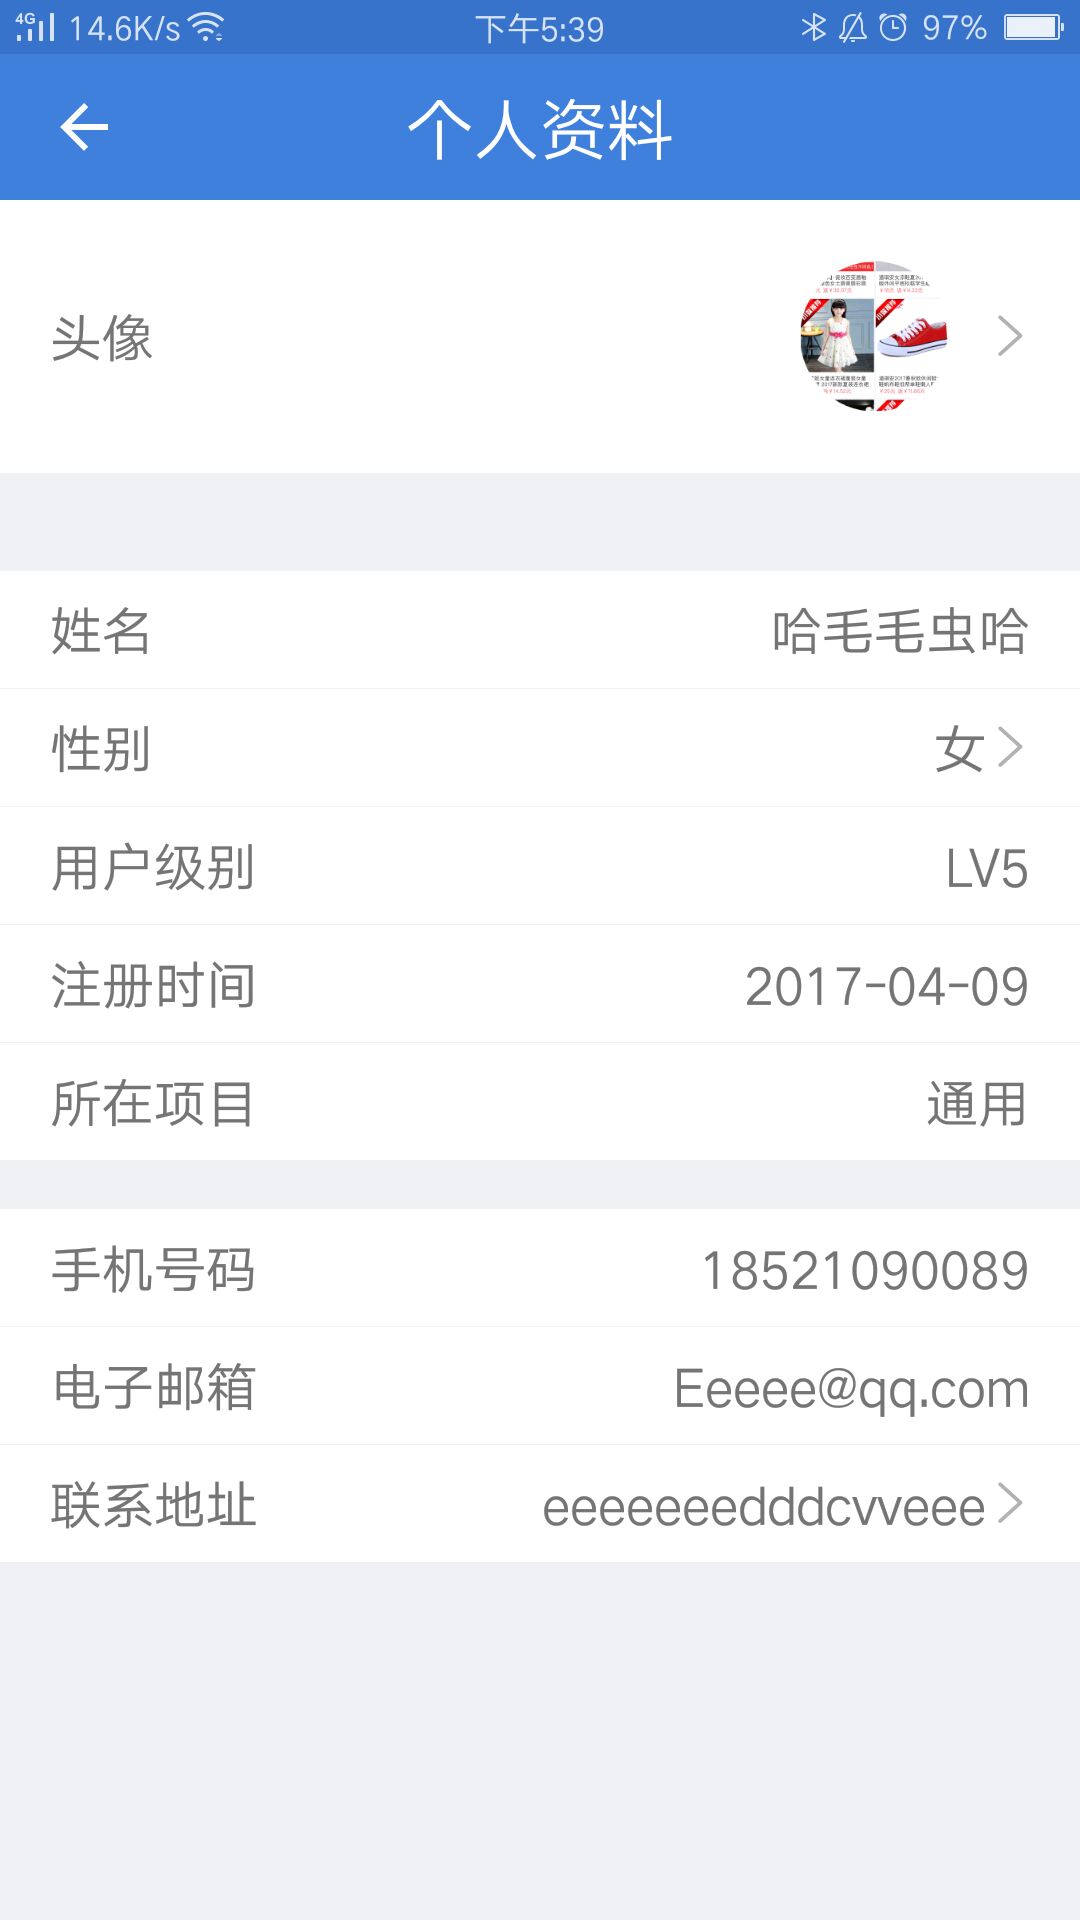 4G 14.6K/s 下午5:39 97%
个人资料
头像
姓名 哈毛毛虫哈
性别 女
用户级别 LV5
注册时间 2017-04-09
所在项目 通用
手机号码 18521090089
电子邮箱 Eeeee@qq.com
联系地址 eeeeeeedddcvveee